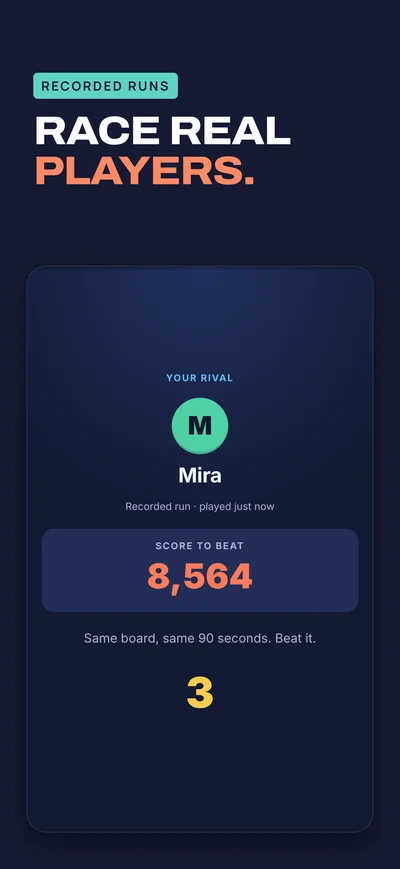 RECORDED RUNS
RACE REAL
PLAYERS.
YOUR RIVAL
M
Mira
Recorded run · played just now
SCORE TO BEAT
8,564
Same board, same 90 seconds. Beat it.
3